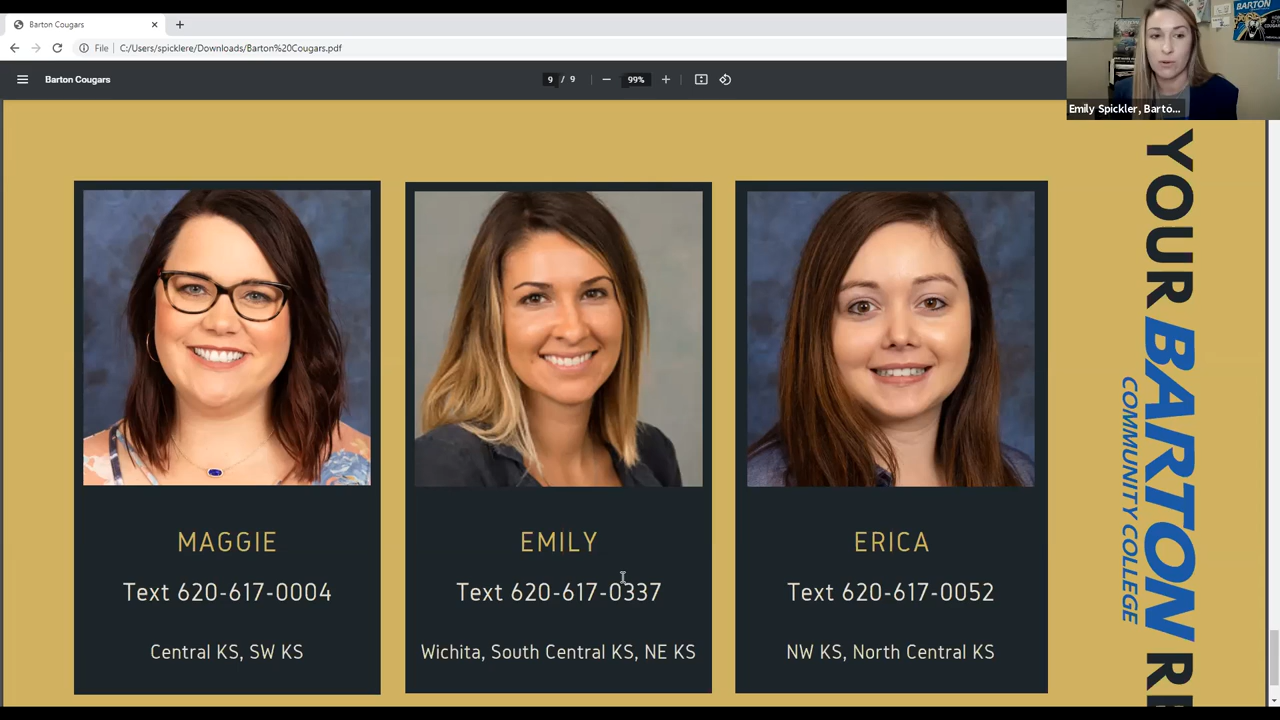 Barton Cougars
File
C:/Users/spicklere/Downloads/Barton%20Cougars.pdf
Barton Cougars
9 / 9
99%
BARTON
Emily Spickler, Barto...
YOUR BARTON
COMMUNITY COLLEGE
MAGGIE
Text 620-617-0004
Central KS, SW KS
EMILY
Text 620-617-0337
Wichita, South Central KS, NE KS
ERICA
Text 620-617-0052
NW KS, North Central KS